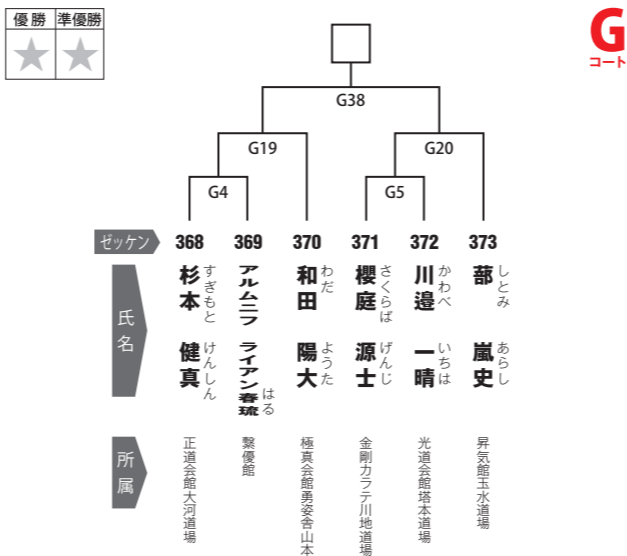 優勝 準優勝
G
コート
G38
G19 G20
G4 G5
ゼッケン 368 369 370 371 372 373
氏名
杉本 健真
すぎもと けんしん
アルムニフ ライアン春琉
はる
和田 陽大
わだ ようた
櫻庭 源士
さくらば げんじ
川邉 一晴
かわべ いちは
蔀 嵐史
しとみ あらし
所属
正道会館大河道場
繋優館
極真会館勇姿舎山本
金剛カラテ川地道場
光道会館塔本道場
昇気館玉水道場